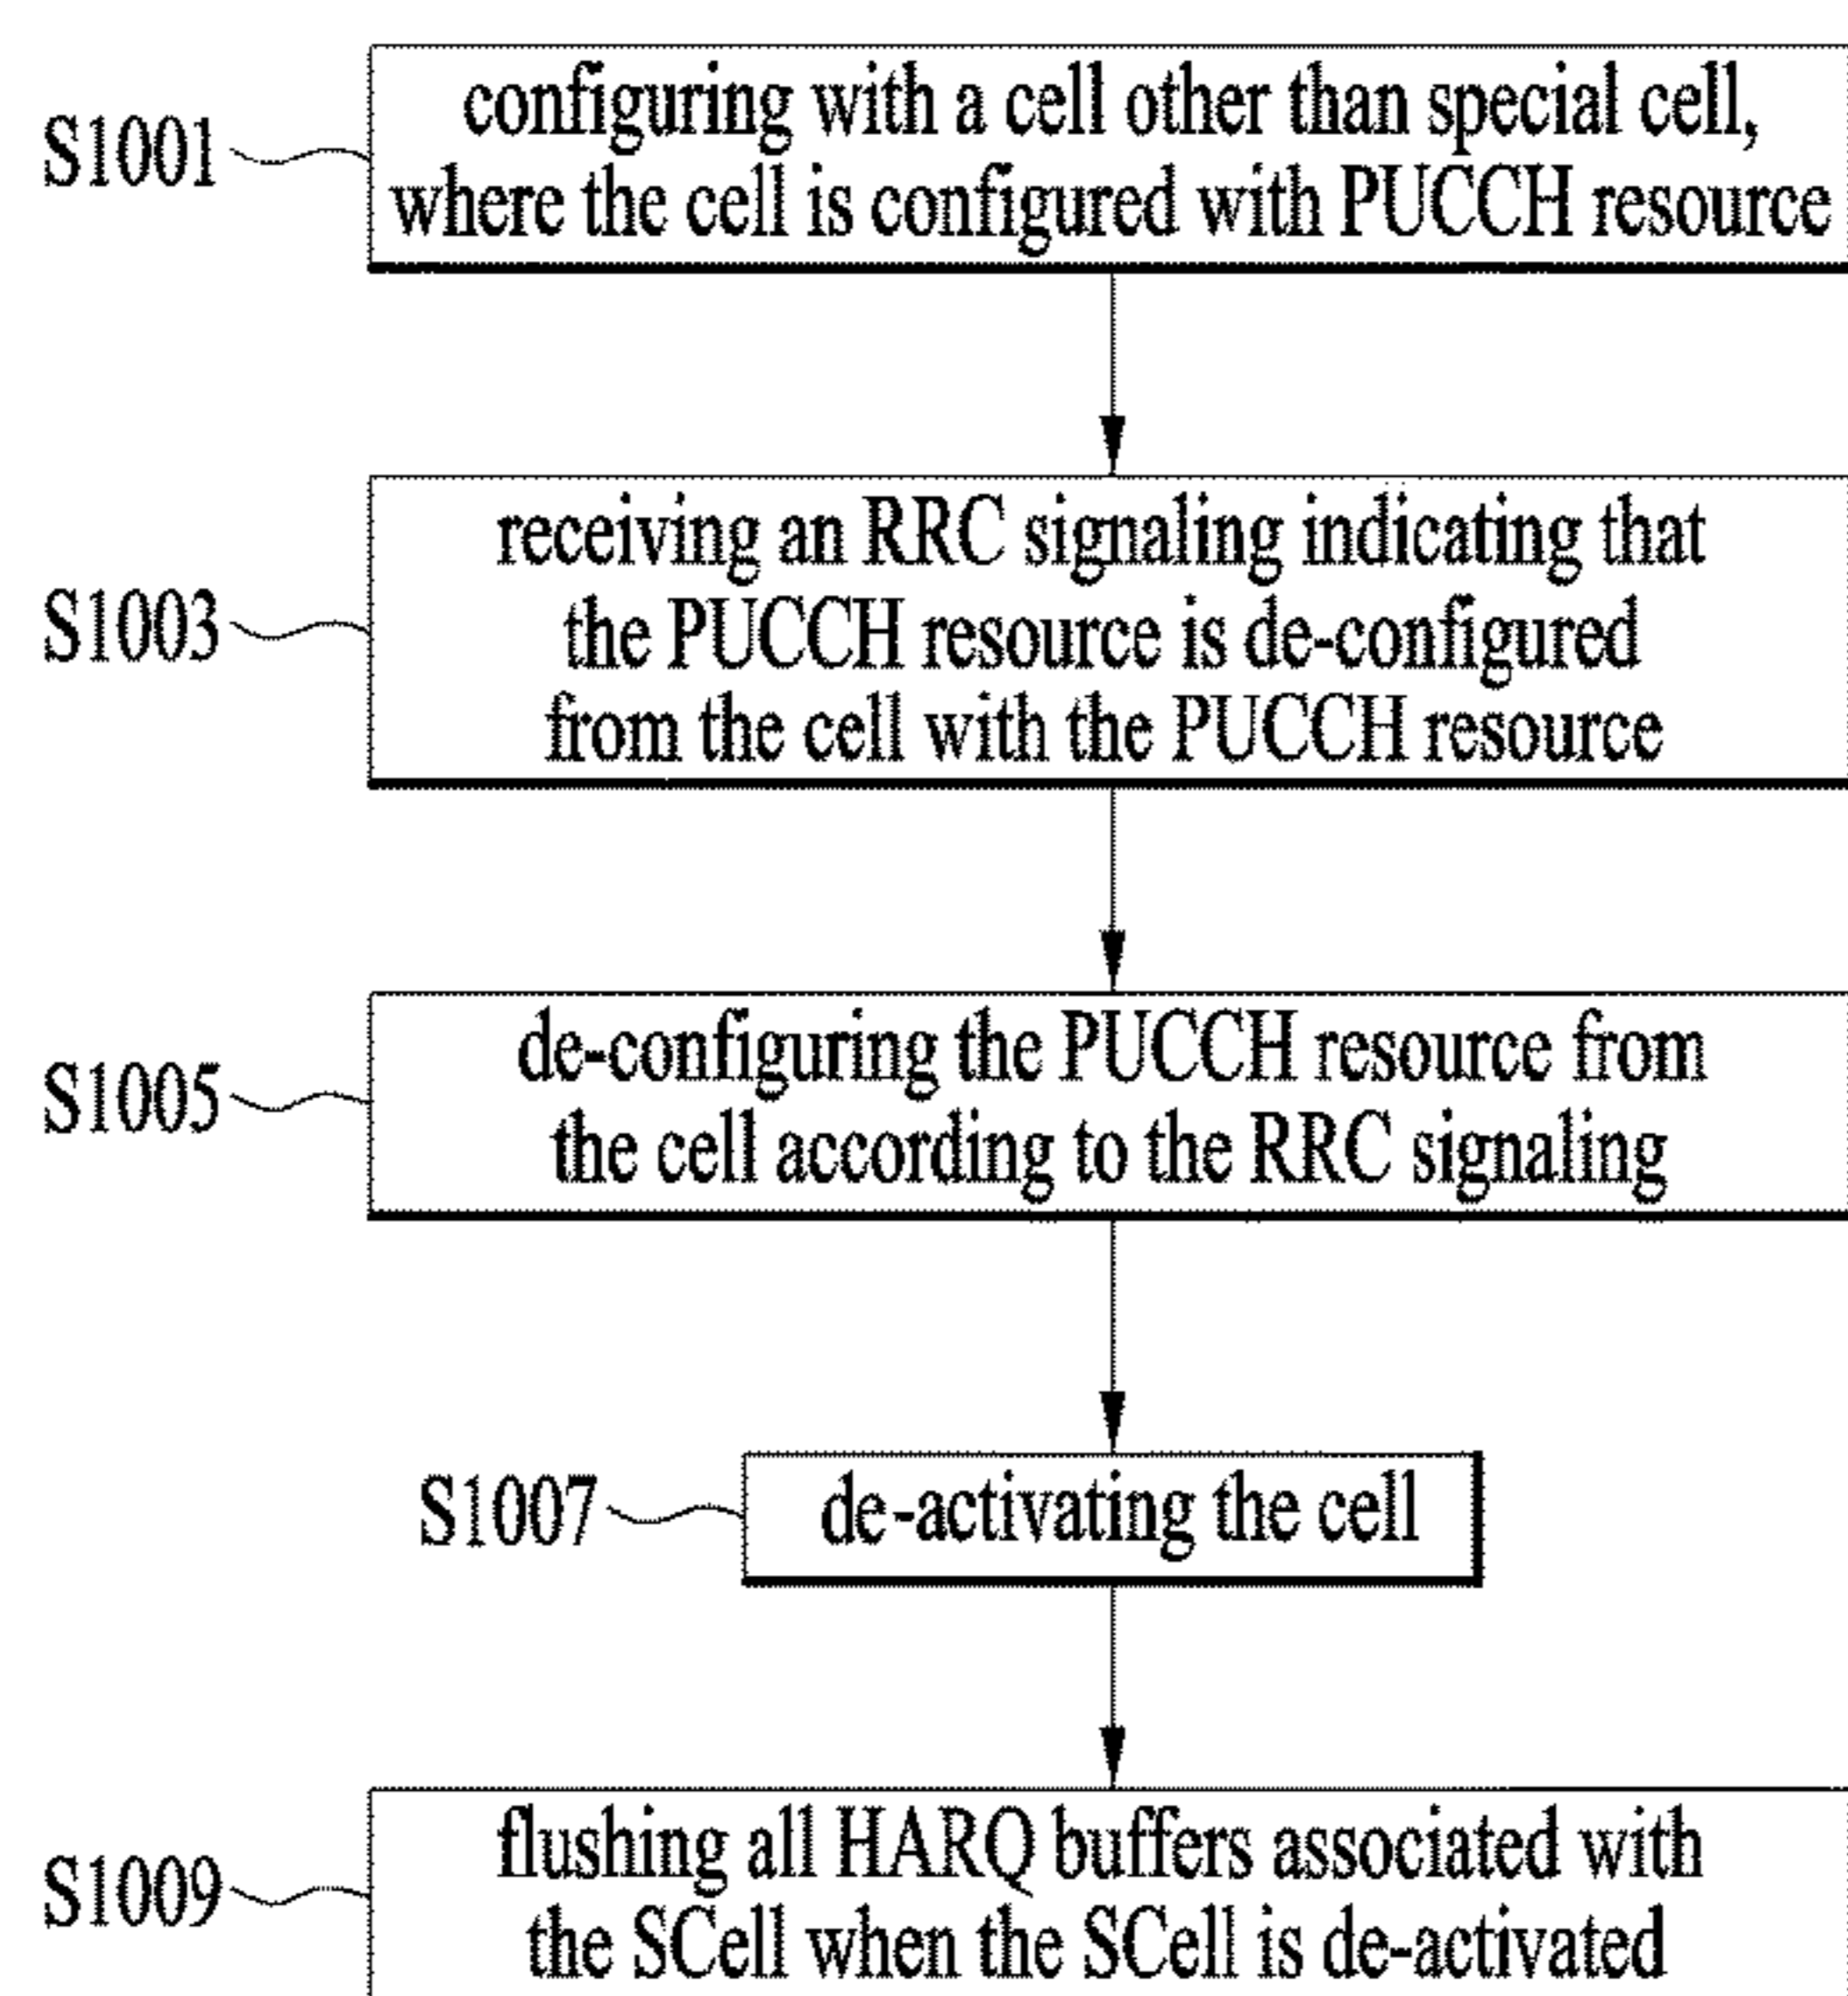 S1001
configuring with a cell other than special cell,
where the cell is configured with PUCCH resource
S1003
receiving an RRC signaling indicating that
the PUCCH resource is de-configured
from the cell with the PUCCH resource
S1005
de-configuring the PUCCH resource from
the cell according to the RRC signaling
S1007
de-activating the cell
S1009
flushing all HARQ buffers associated with
the SCell when the SCell is de-activated